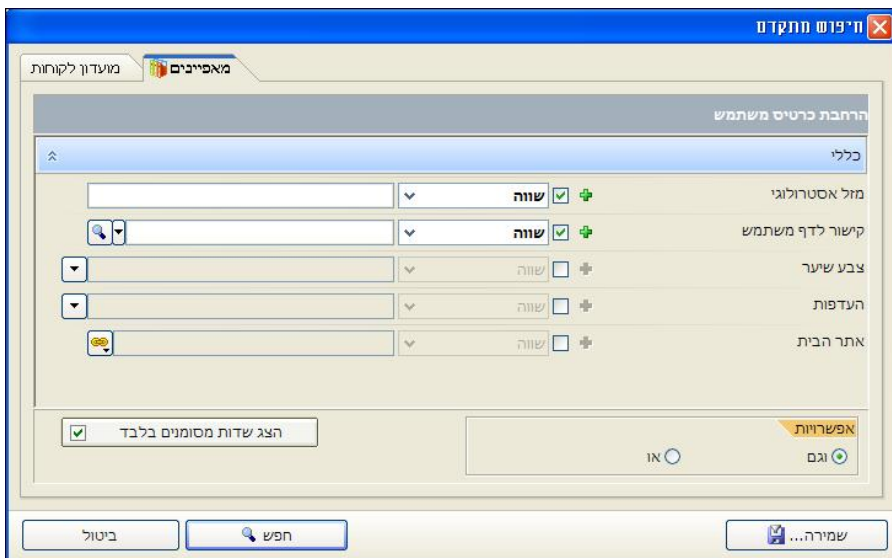 חיפוש מתקדם
מאפיינים מועדון לקוחות
הרחבת כרטיס משתמש
כללי
מזל אסטרולוגי שווה
קישור לדף משתמש שווה
צבע שיער שווה
העדפות שווה
אתר הבית שווה
אפשרויות
וגם או
הצג שדות מסומנים בלבד
שמירה... חפש ביטול